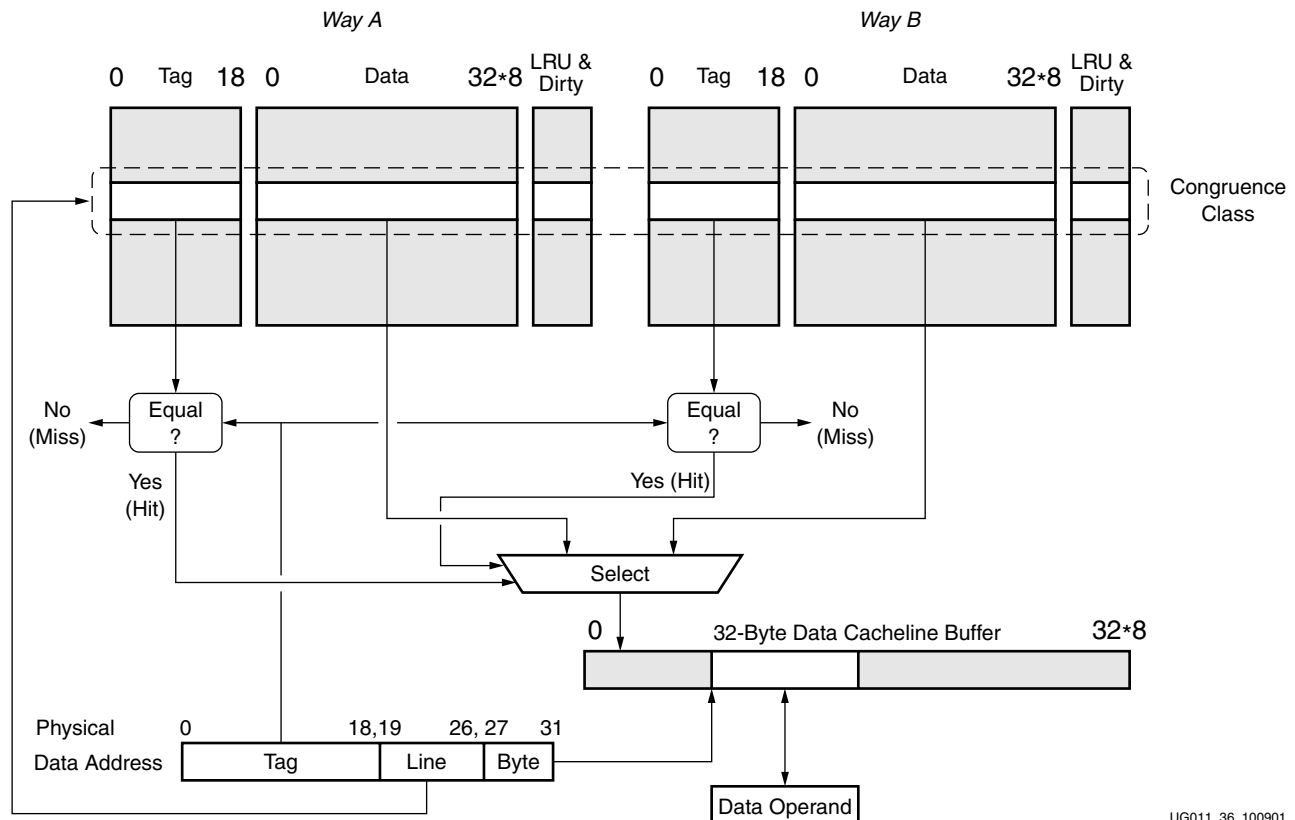 Way A Way B
0 Tag 18 0 Data 32*8 LRU & Dirty 0 Tag 18 0 Data 32*8 LRU & Dirty
Congruence
Class
No
(Miss)
Equal
?
Equal
?
No
(Miss)
Yes
(Hit)
Yes (Hit)
Select
0 32-Byte Data Cacheline Buffer 32*8
Physical 0 18,19 26, 27 31
Data Address Tag Line Byte
Data Operand
UG011_36_100901